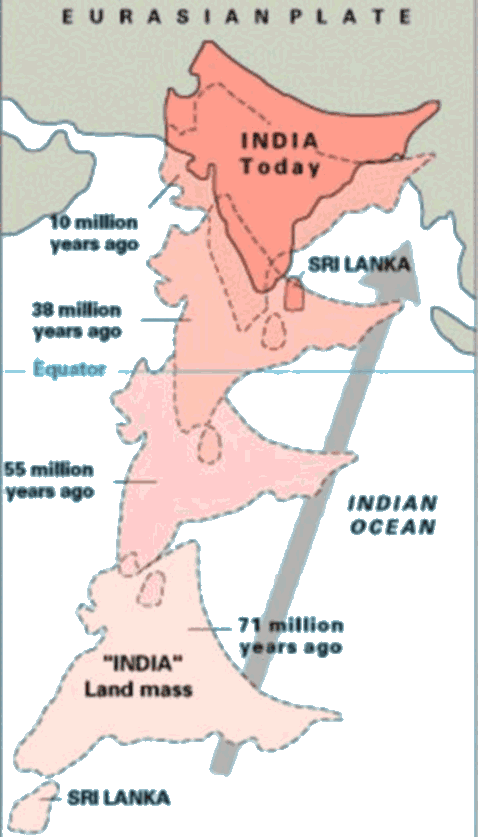 EURASIAN PLATE
INDIA
Today
10 million
years ago
SRI LANKA
38 million
years ago
Equator
55 million
years ago
INDIAN
OCEAN
71 million
years ago
"INDIA"
Land mass
SRI LANKA